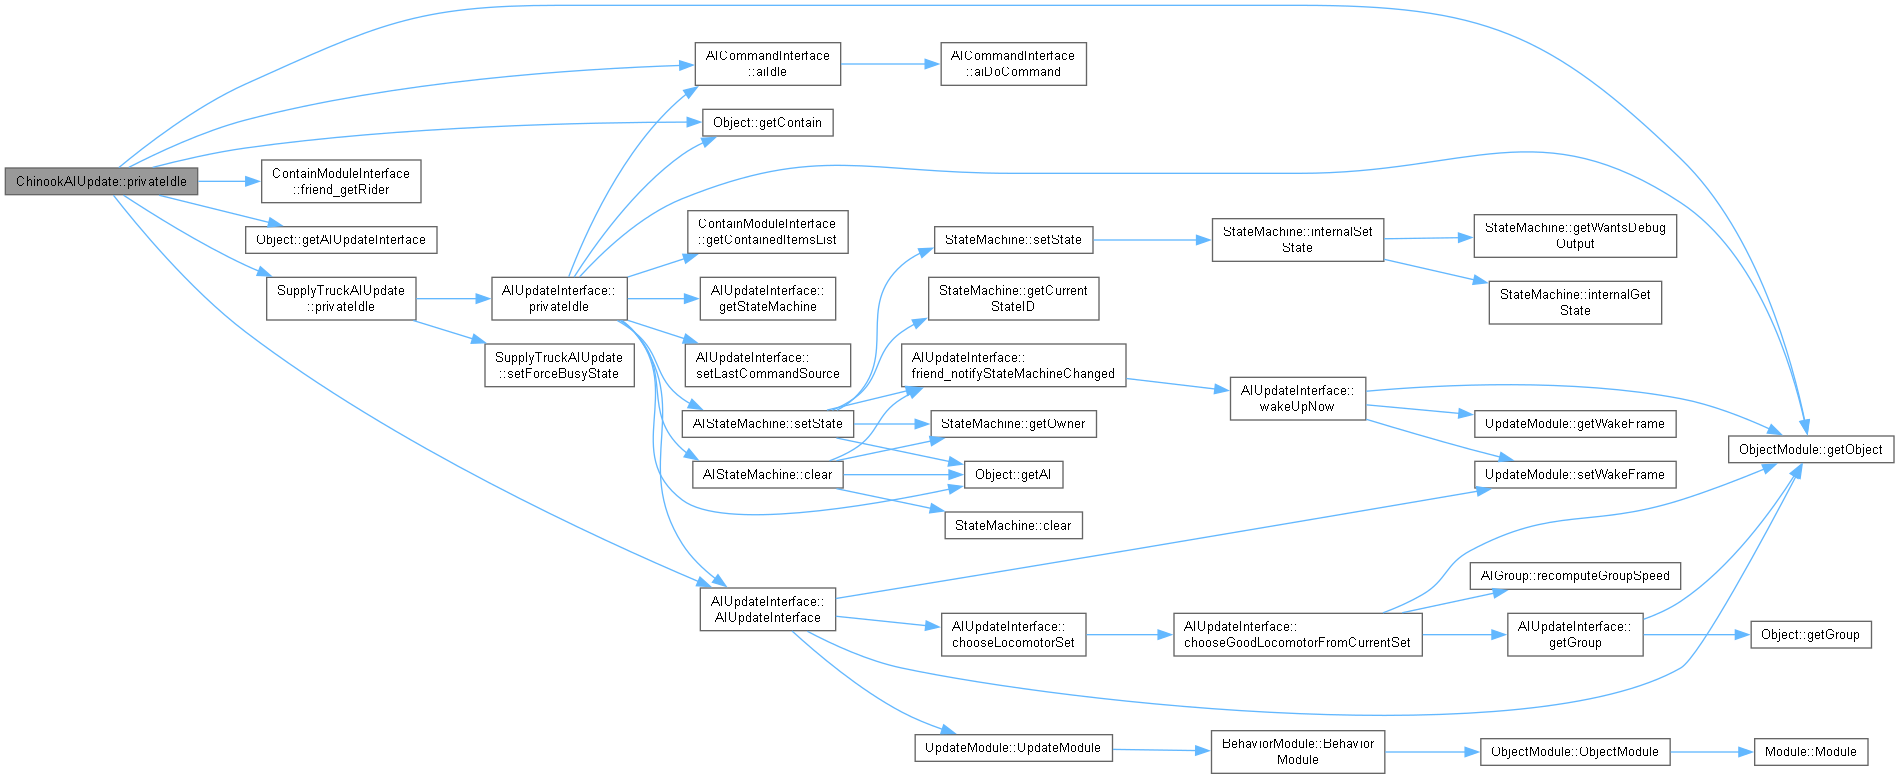 ChinookAIUpdate::privateIdle
AICommandInterface
::aiIdle
AICommandInterface
::aiDoCommand
Object::getContain
ContainModuleInterface
::friend_getRider
Object::getAIUpdateInterface
SupplyTruckAIUpdate
::privateIdle
AIUpdateInterface::
privateIdle
SupplyTruckAIUpdate
::setForceBusyState
ContainModuleInterface
::getContainedItemsList
AIUpdateInterface::
getStateMachine
AIUpdateInterface::
setLastCommandSource
AIStateMachine::setState
AIStateMachine::clear
AIUpdateInterface::
AIUpdateInterface
StateMachine::setState
StateMachine::getCurrent
StateID
AIUpdateInterface::
friend_notifyStateMachineChanged
StateMachine::getOwner
Object::getAI
StateMachine::clear
AIUpdateInterface::
chooseLocomotorSet
UpdateModule::UpdateModule
StateMachine::internalSet
State
AIUpdateInterface::
wakeUpNow
AIUpdateInterface::
chooseGoodLocomotorFromCurrentSet
BehaviorModule::Behavior
Module
StateMachine::getWantsDebug
Output
StateMachine::internalGet
State
UpdateModule::getWakeFrame
UpdateModule::setWakeFrame
AIGroup::recomputeGroupSpeed
AIUpdateInterface::
getGroup
ObjectModule::ObjectModule
ObjectModule::getObject
Object::getGroup
Module::Module